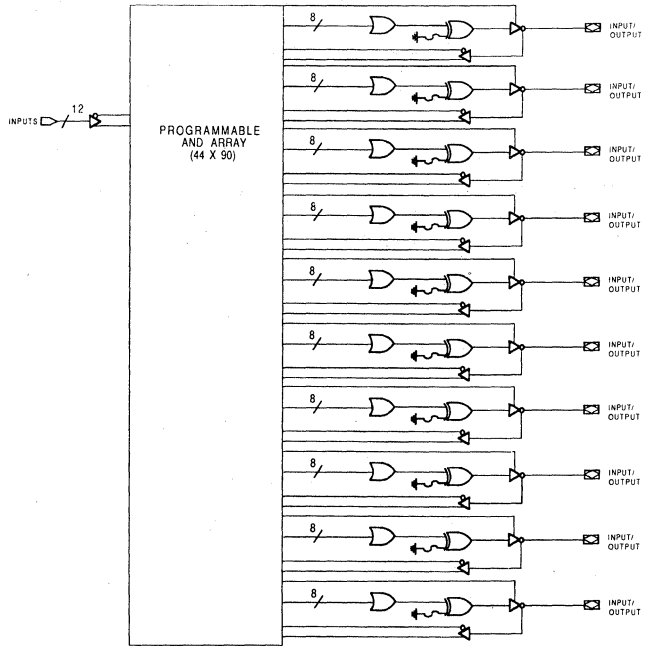 8
INPUT/
OUTPUT
8
INPUT/
OUTPUT
INPUTS
12
PROGRAMMABLE
AND ARRAY
(44 X 90)
8
INPUT/
OUTPUT
8
INPUT/
OUTPUT
8
INPUT/
OUTPUT
8
INPUT/
OUTPUT
8
INPUT/
OUTPUT
8
INPUT/
OUTPUT
8
INPUT/
OUTPUT
8
INPUT/
OUTPUT